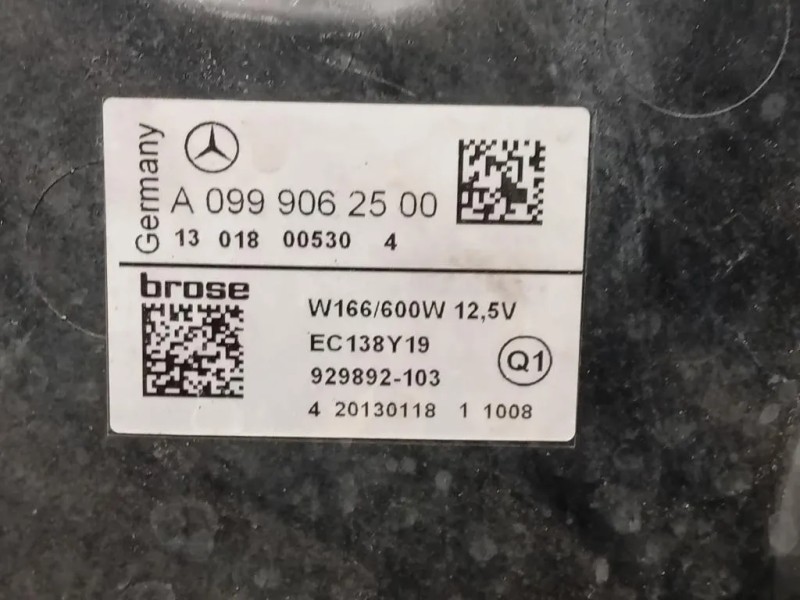 Germany
A 099 906 25 00
13 018 00530 4
brose
W166/600W 12,5V
EC138Y19
929892-103
Q1
4 20130118 1 1008